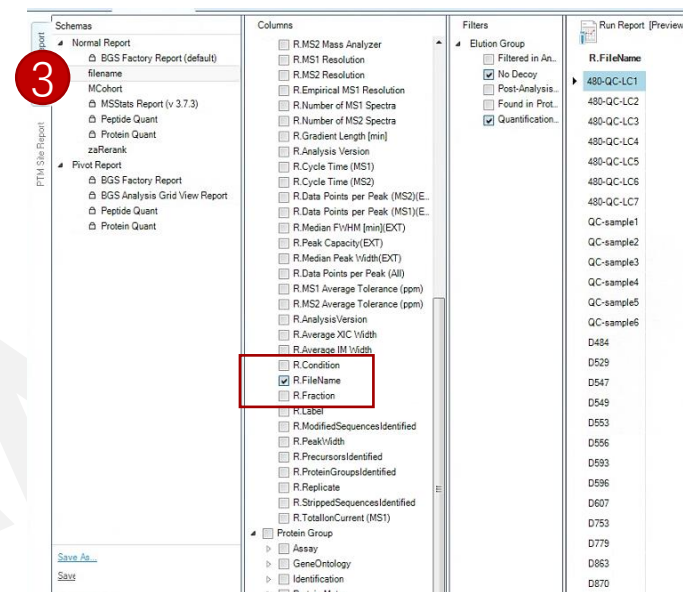 Report
PTM Site Report
3
Schemas
Normal Report
BGS Factory Report (default)
filename
MCohort
MSStats Report (v 3.7.3)
Peptide Quant
Protein Quant
zaRerank
Pivot Report
BGS Factory Report
BGS Analysis Grid View Report
Peptide Quant
Protein Quant
Save As...
Save
Columns
R.MS2 Mass Analyzer
R.MS1 Resolution
R.MS2 Resolution
R.Empirical MS1 Resolution
R.Number of MS1 Spectra
R.Number of MS2 Spectra
R.Gradient Length [min]
R.Analysis Version
R.Cycle Time (MS1)
R.Cycle Time (MS2)
R.Data Points per Peak (MS2)(E..
R.Data Points per Peak (MS1)(E..
R.Median FWHM [min](EXT)
R.Peak Capacity(EXT)
R.Median Peak Width(EXT)
R.Data Points per Peak (All)
R.MS1 Average Tolerance (ppm)
R.MS2 Average Tolerance (ppm)
R.AnalysisVersion
R.Average XIC Width
R.Average IM Width
R.Condition
R.FileName
R.Fraction
R.Label
R.ModifiedSequencesIdentified
R.PeakWidth
R.PrecursorsIdentified
R.ProteinGroupsIdentified
R.Replicate
R.StrippedSequencesIdentified
R.TotalIonCurrent (MS1)
Protein Group
Assay
GeneOntology
Identification
Filters
Elution Group
Filtered in An..
No Decoy
Post-Analysis..
Found in Prot..
Quantification..
Run Report [Preview
R.FileName
480-QC-LC1
480-QC-LC2
480-QC-LC3
480-QC-LC4
480-QC-LC5
480-QC-LC6
480-QC-LC7
QC-sample1
QC-sample2
QC-sample3
QC-sample4
QC-sample5
QC-sample6
D484
D529
D547
D549
D553
D556
D593
D596
D607
D753
D779
D863
D870